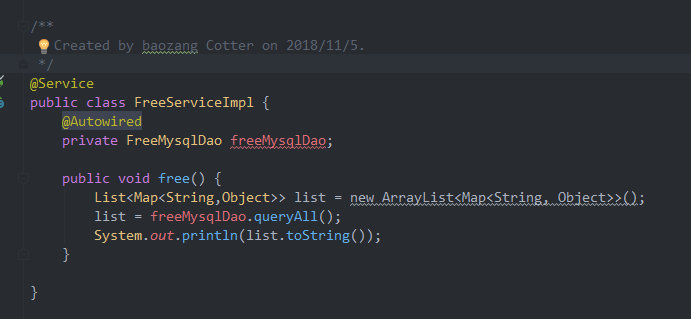 /**
Created by baozang Cotter on 2018/11/5.
*/
@Service
public class FreeServiceImpl {
@Autowired
private FreeMysqlDao freeMysqlDao;
public void free() {
List<Map<String,Object>> list = new ArrayList<Map<String, Object>>();
list = freeMysqlDao.queryAll();
System.out.println(list.toString());
}
}